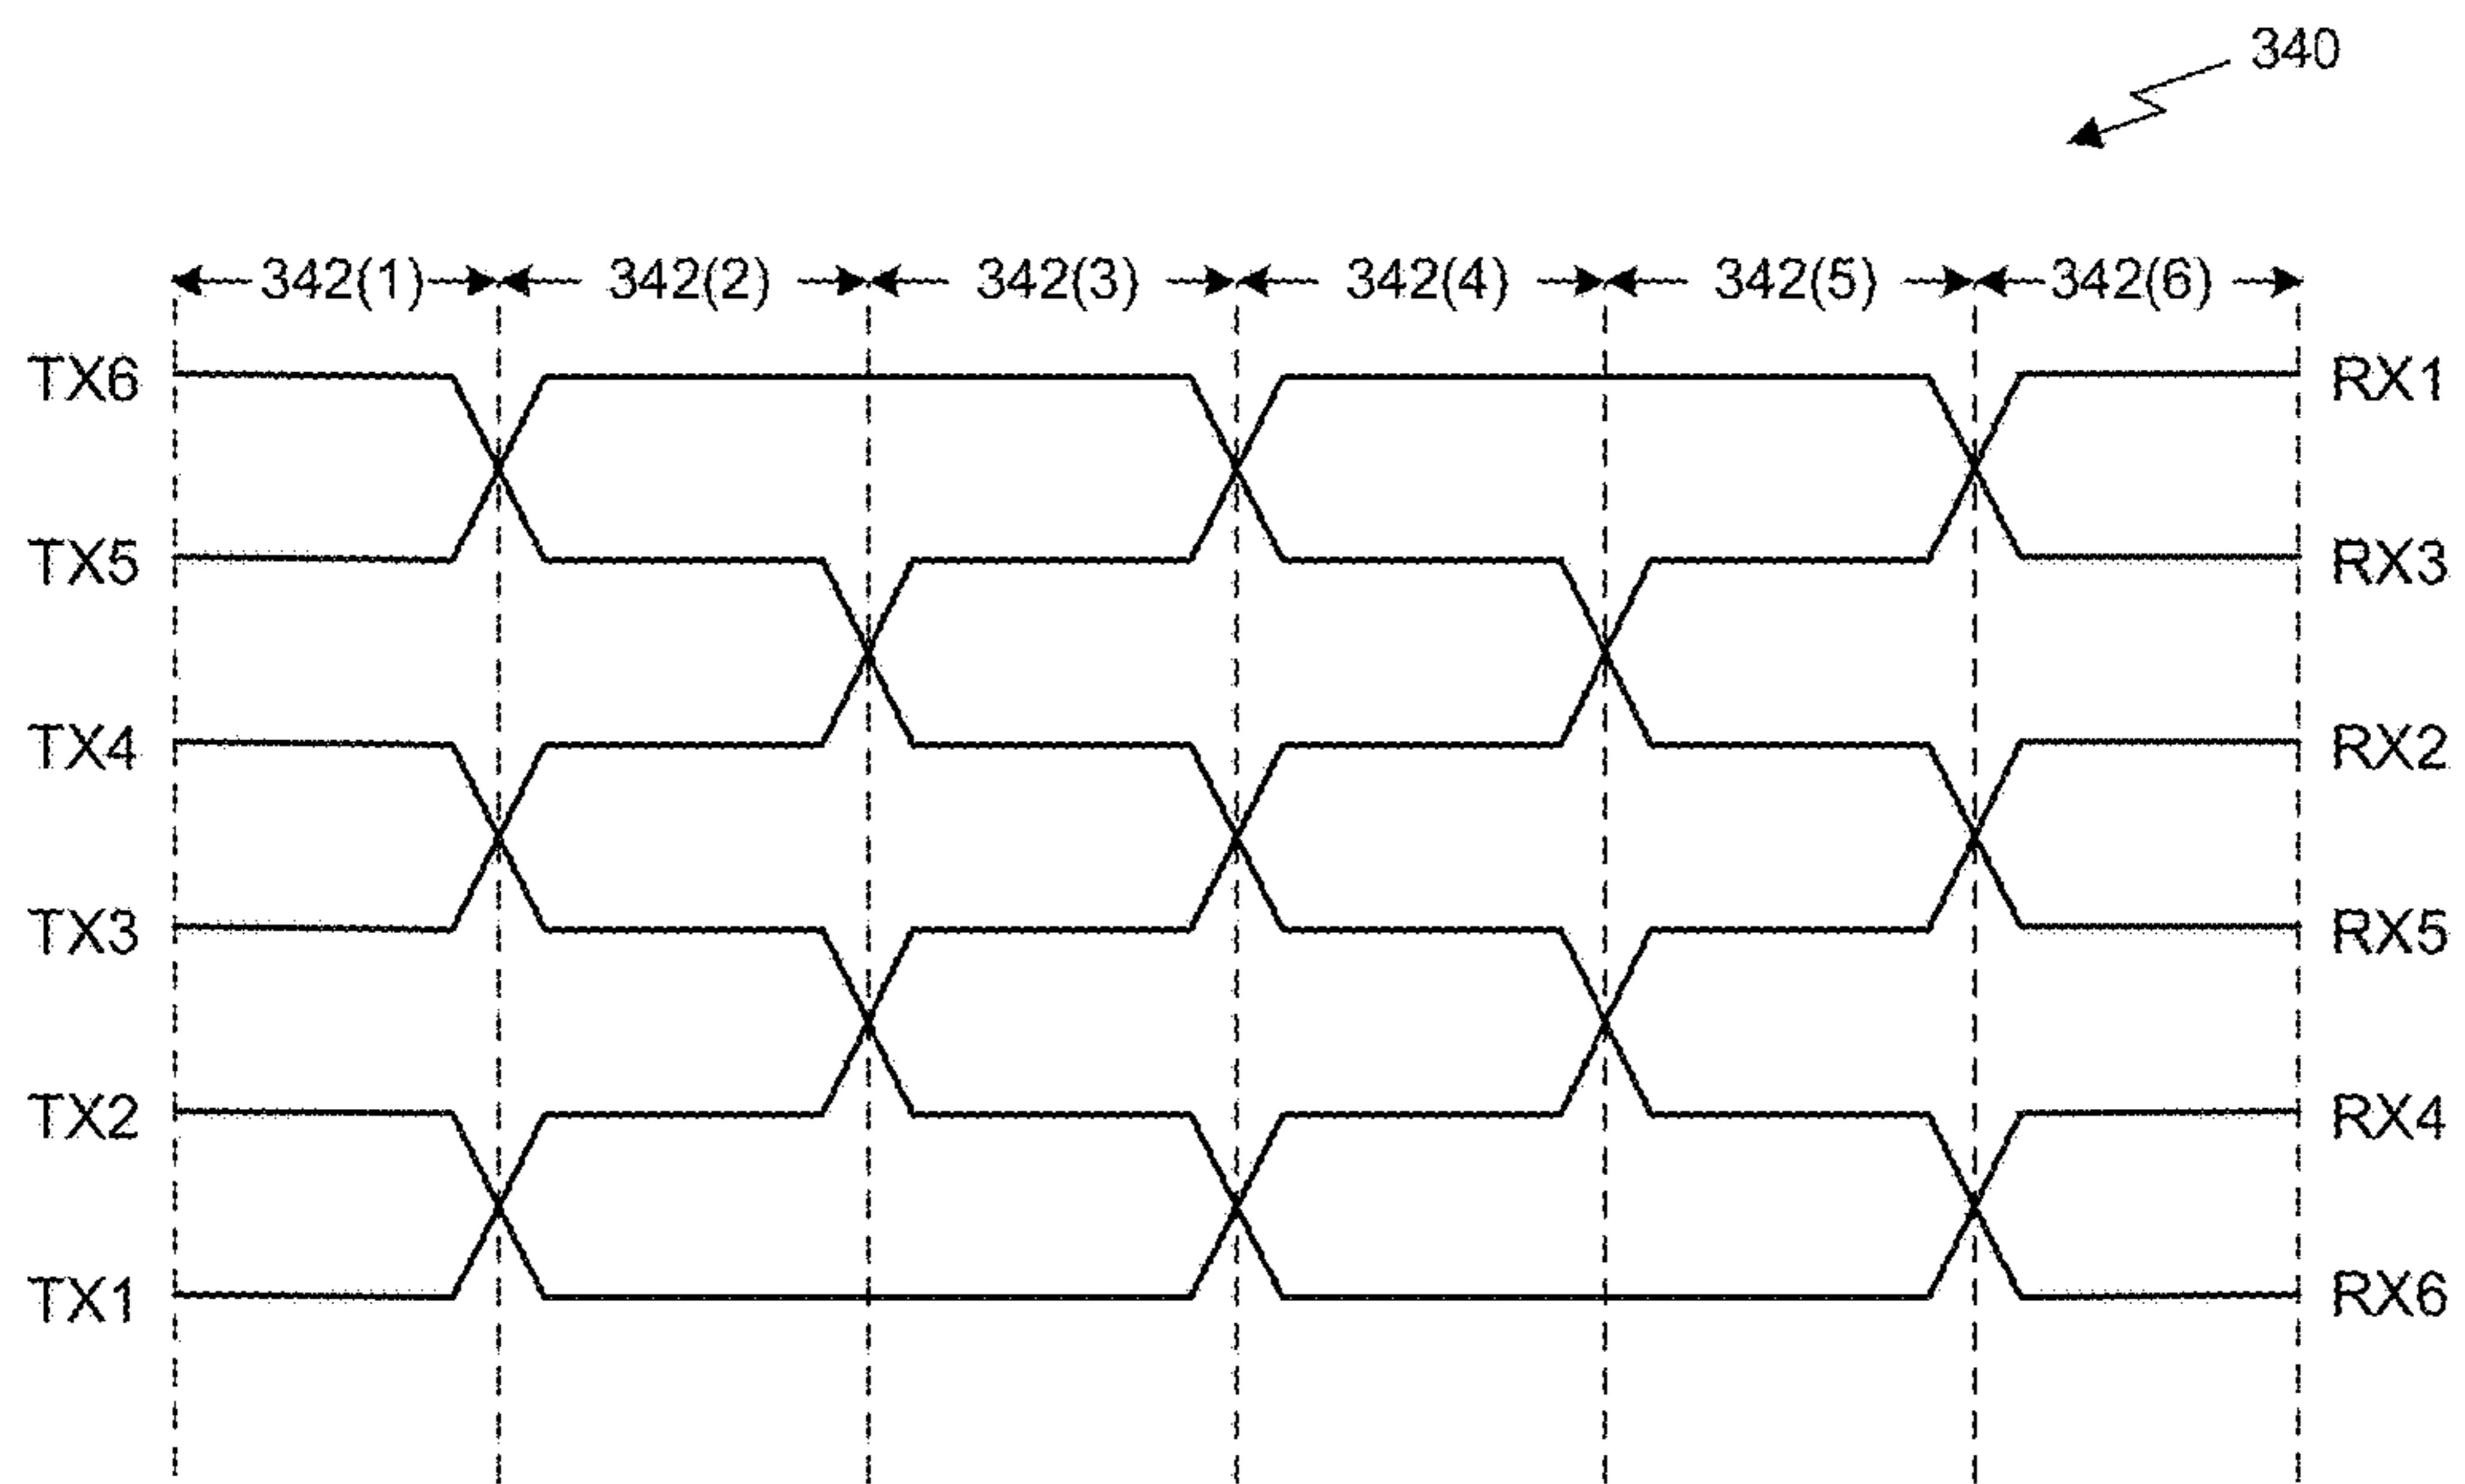 340
342(1) 342(2) 342(3) 342(4) 342(5) 342(6)
TX6 RX1
TX5 RX3
TX4 RX2
TX3 RX5
TX2 RX4
TX1 RX6